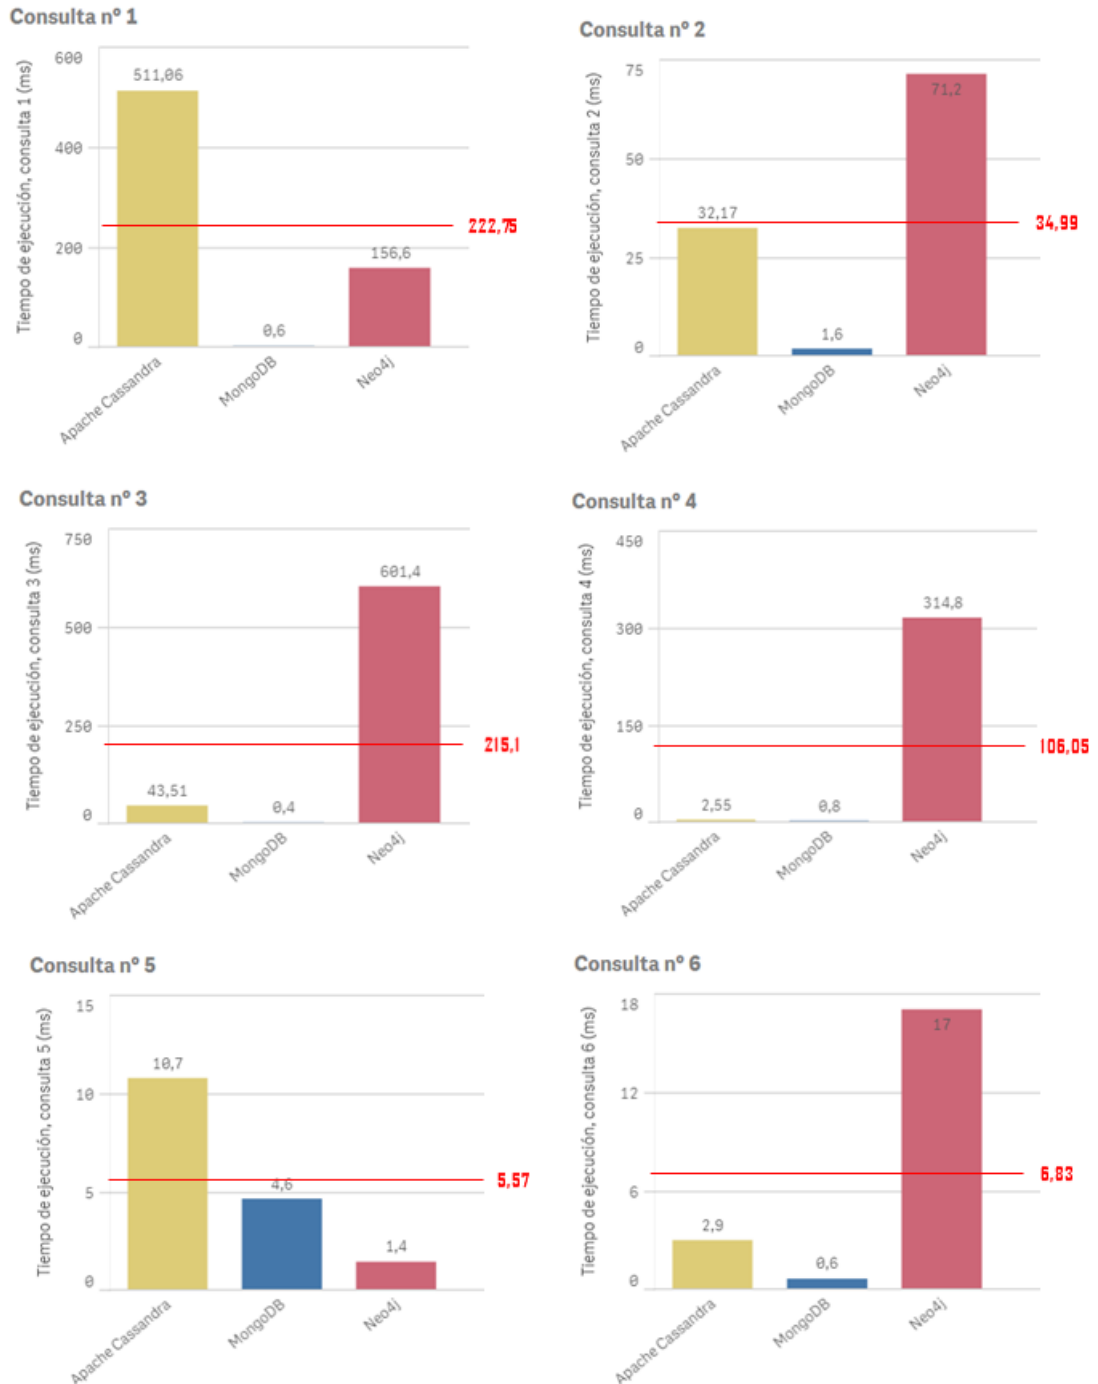 Consulta nº 1
Tiempo de ejecución, consulta 1 (ms)
600
400
200
0
511,06
0,6
156,6
222,75
Apache Cassandra
MongoDB
Neo4j
Consulta nº 2
Tiempo de ejecución, consulta 2 (ms)
75
50
25
0
32,17
1,6
71,2
34,99
Apache Cassandra
MongoDB
Neo4j
Consulta nº 3
Tiempo de ejecución, consulta 3 (ms)
750
500
250
0
43,51
0,4
601,4
215,1
Apache Cassandra
MongoDB
Neo4j
Consulta nº 4
Tiempo de ejecución, consulta 4 (ms)
450
300
150
0
2,55
0,8
314,8
106,05
Apache Cassandra
MongoDB
Neo4j
Consulta nº 5
Tiempo de ejecución, consulta 5 (ms)
15
10
5
0
10,7
4,6
1,4
5,57
Apache Cassandra
MongoDB
Neo4j
Consulta nº 6
Tiempo de ejecución, consulta 6 (ms)
18
12
6
0
2,9
0,6
17
6,83
Apache Cassandra
MongoDB
Neo4j